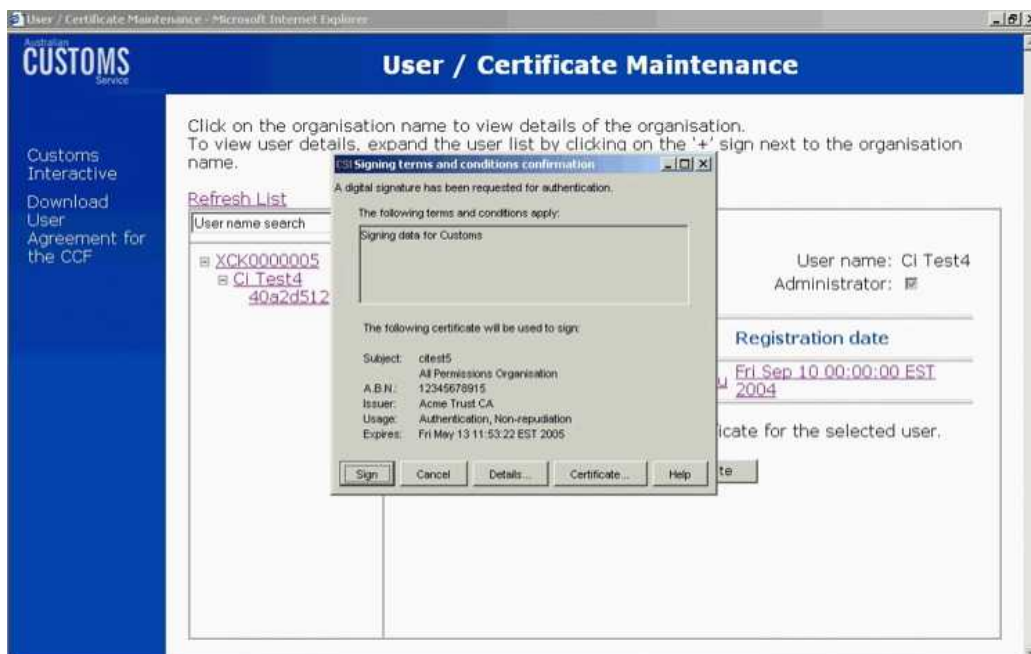 User / Certificate Maintenance - Microsoft Internet Explorer
Australian
CUSTOMS
Service
User / Certificate Maintenance
Customs
Interactive
Download
User
Agreement for
the CCF
Click on the organisation name to view details of the organisation.
To view user details, expand the user list by clicking on the '+' sign next to the organisation
name.
Refresh List
User name search
XCK0000005
Ci Test4
40a2d512
User name: Ci Test4
Administrator:
Registration date
Fri Sep 10 00:00:00 EST
2004
icate for the selected user.
te
CSI Signing terms and conditions confirmation
A digital signature has been requested for authentication.
The following terms and conditions apply:
Signing data for Customs
The following certificate will be used to sign:
Subject: citest5
All Permissions Organisation
A.B.N.: 12345678915
Issuer: Acme Trust CA
Usage: Authentication, Non-repudiation
Expires: Fri May 13 11:53:22 EST 2005
Sign Cancel Details... Certificate... Help